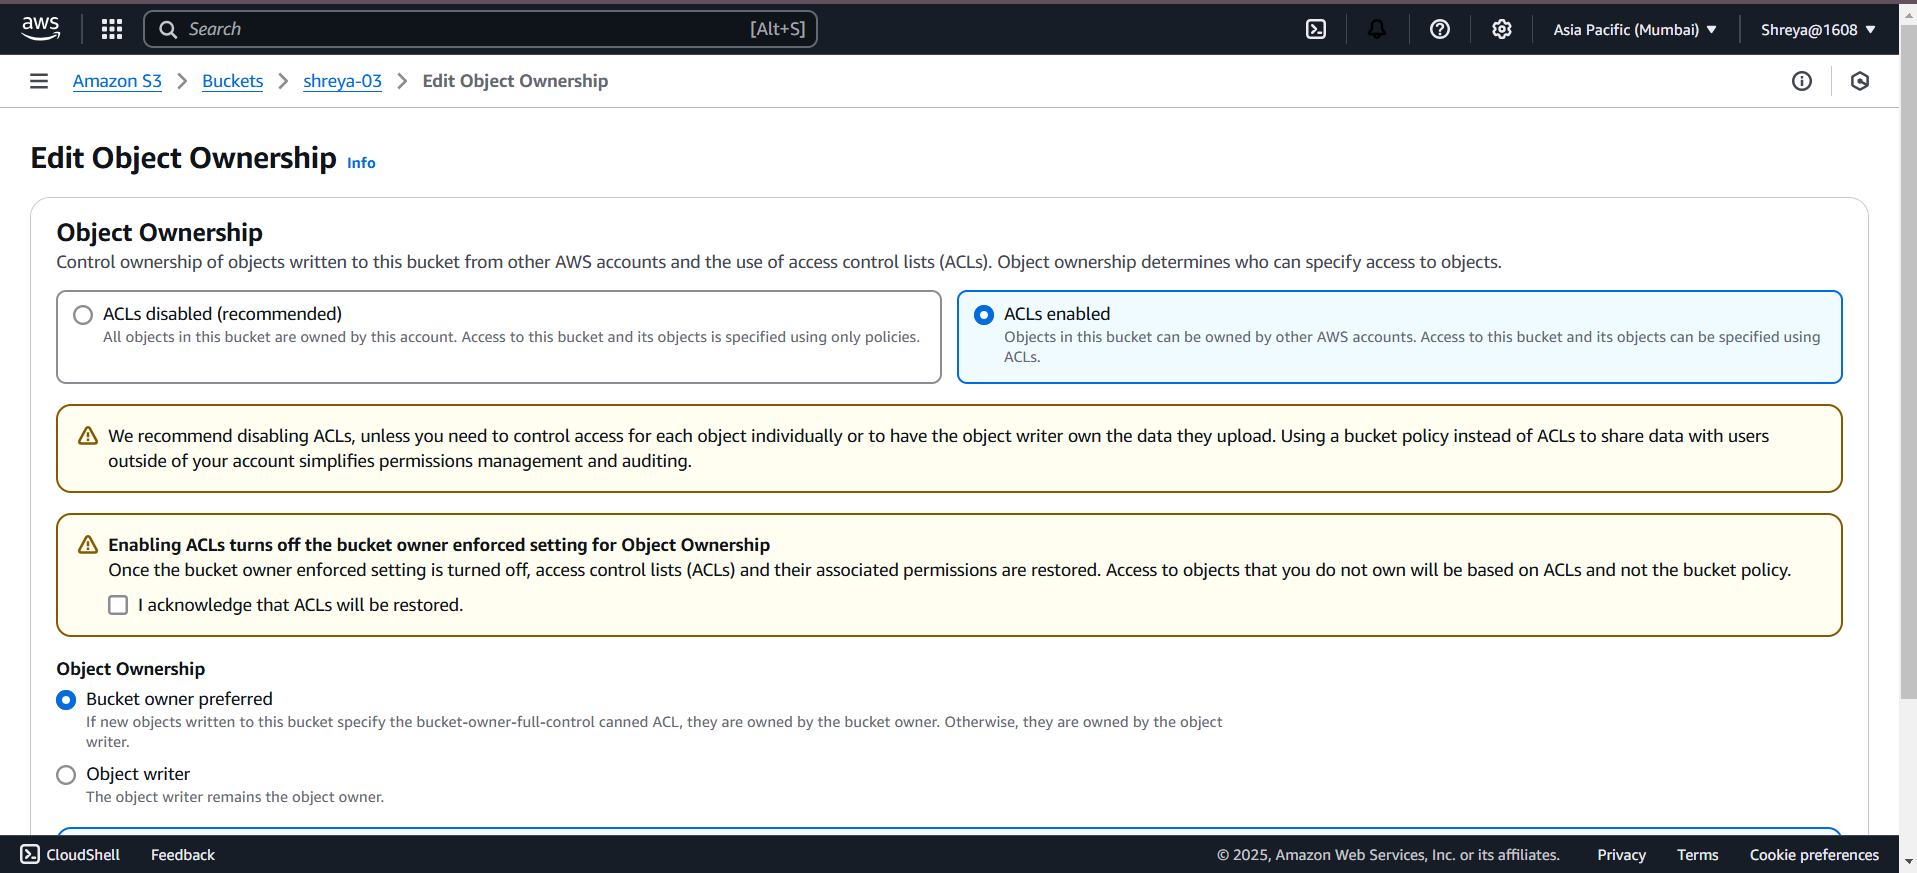 aws
Search [Alt+S]
Asia Pacific (Mumbai)
Shreya@1608
Amazon S3 > Buckets > shreya-03 > Edit Object Ownership
Edit Object Ownership Info
Object Ownership
Control ownership of objects written to this bucket from other AWS accounts and the use of access control lists (ACLs). Object ownership determines who can specify access to objects.
ACLs disabled (recommended)
All objects in this bucket are owned by this account. Access to this bucket and its objects is specified using only policies.
ACLs enabled
Objects in this bucket can be owned by other AWS accounts. Access to this bucket and its objects can be specified using
ACLs.
We recommend disabling ACLs, unless you need to control access for each object individually or to have the object writer own the data they upload. Using a bucket policy instead of ACLs to share data with users
outside of your account simplifies permissions management and auditing.
Enabling ACLs turns off the bucket owner enforced setting for Object Ownership
Once the bucket owner enforced setting is turned off, access control lists (ACLs) and their associated permissions are restored. Access to objects that you do not own will be based on ACLs and not the bucket policy.
I acknowledge that ACLs will be restored.
Object Ownership
Bucket owner preferred
If new objects written to this bucket specify the bucket-owner-full-control canned ACL, they are owned by the bucket owner. Otherwise, they are owned by the object
writer.
Object writer
The object writer remains the object owner.
CloudShell Feedback © 2025, Amazon Web Services, Inc. or its affiliates. Privacy Terms Cookie preferences